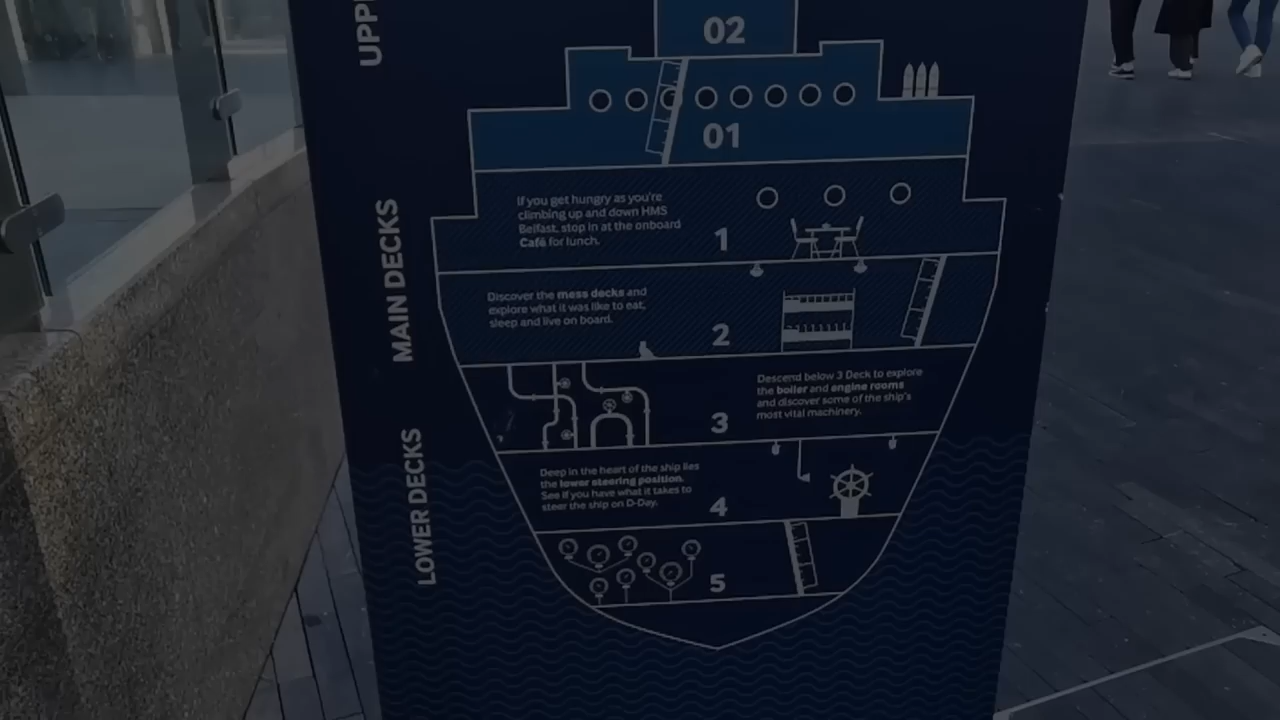 UPP
02
01
MAIN DECKS
If you get hungry as you're
climbing up and down HMS
Belfast, stop in at the onboard
Café for lunch.
1
Discover the mess decks and
explore what it was like to eat,
sleep and live on board.
2
Descend below 3 Deck to explore
the boiler and engine rooms
and discover some of the ship's
most vital machinery.
3
LOWER DECKS
Deep in the heart of the ship lies
the lower steering position.
See if you have what it takes to
steer the ship on D-Day.
4
5